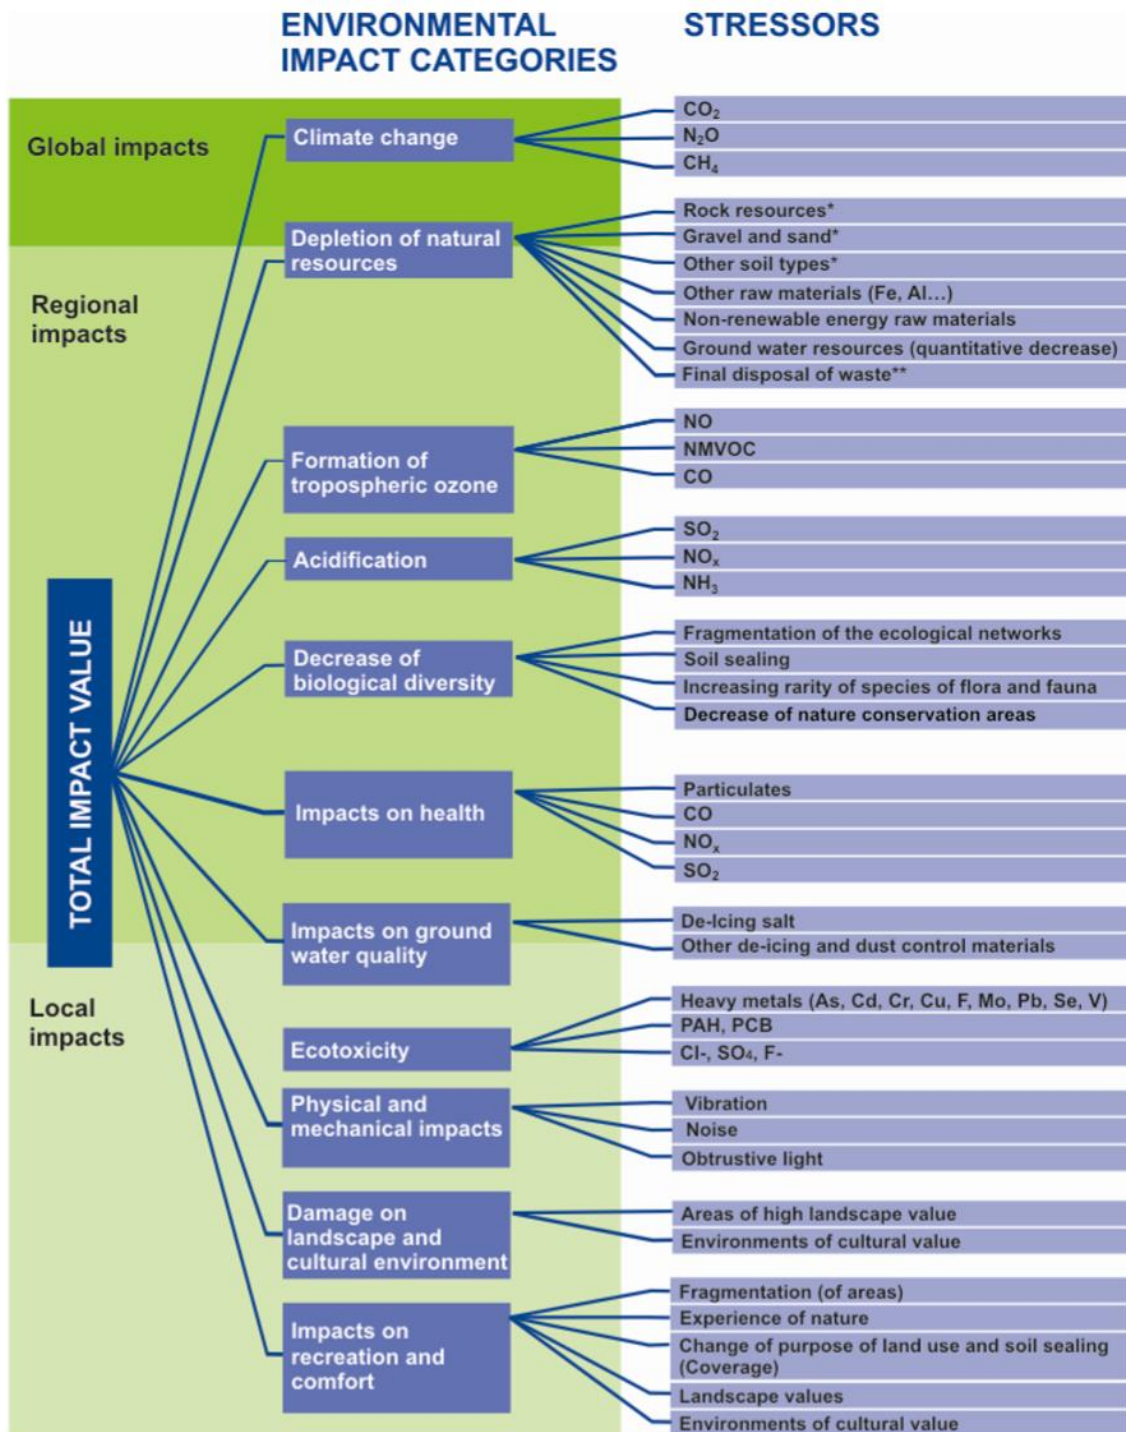 ENVIRONMENTAL
IMPACT CATEGORIES
STRESSORS
Global impacts
Climate change
CO₂
N₂O
CH₄
Depletion of natural
resources
Rock resources*
Gravel and sand*
Other soil types*
Other raw materials (Fe, Al…)
Non-renewable energy raw materials
Ground water resources (quantitative decrease)
Final disposal of waste**
Regional
impacts
Formation of
tropospheric ozone
NO
NMVOC
CO
Acidification
SO₂
NOₓ
NH₃
TOTAL IMPACT VALUE
Decrease of
biological diversity
Fragmentation of the ecological networks
Soil sealing
Increasing rarity of species of flora and fauna
Decrease of nature conservation areas
Impacts on health
Particulates
CO
NOₓ
SO₂
Impacts on ground
water quality
De-Icing salt
Other de-icing and dust control materials
Local
impacts
Ecotoxicity
Heavy metals (As, Cd, Cr, Cu, F, Mo, Pb, Se, V)
PAH, PCB
Cl-, SO₄, F-
Physical and
mechanical impacts
Vibration
Noise
Obtrustive light
Damage on
landscape and
cultural environment
Areas of high landscape value
Environments of cultural value
Impacts on
recreation and
comfort
Fragmentation (of areas)
Experience of nature
Change of purpose of land use and soil sealing
(Coverage)
Landscape values
Environments of cultural value